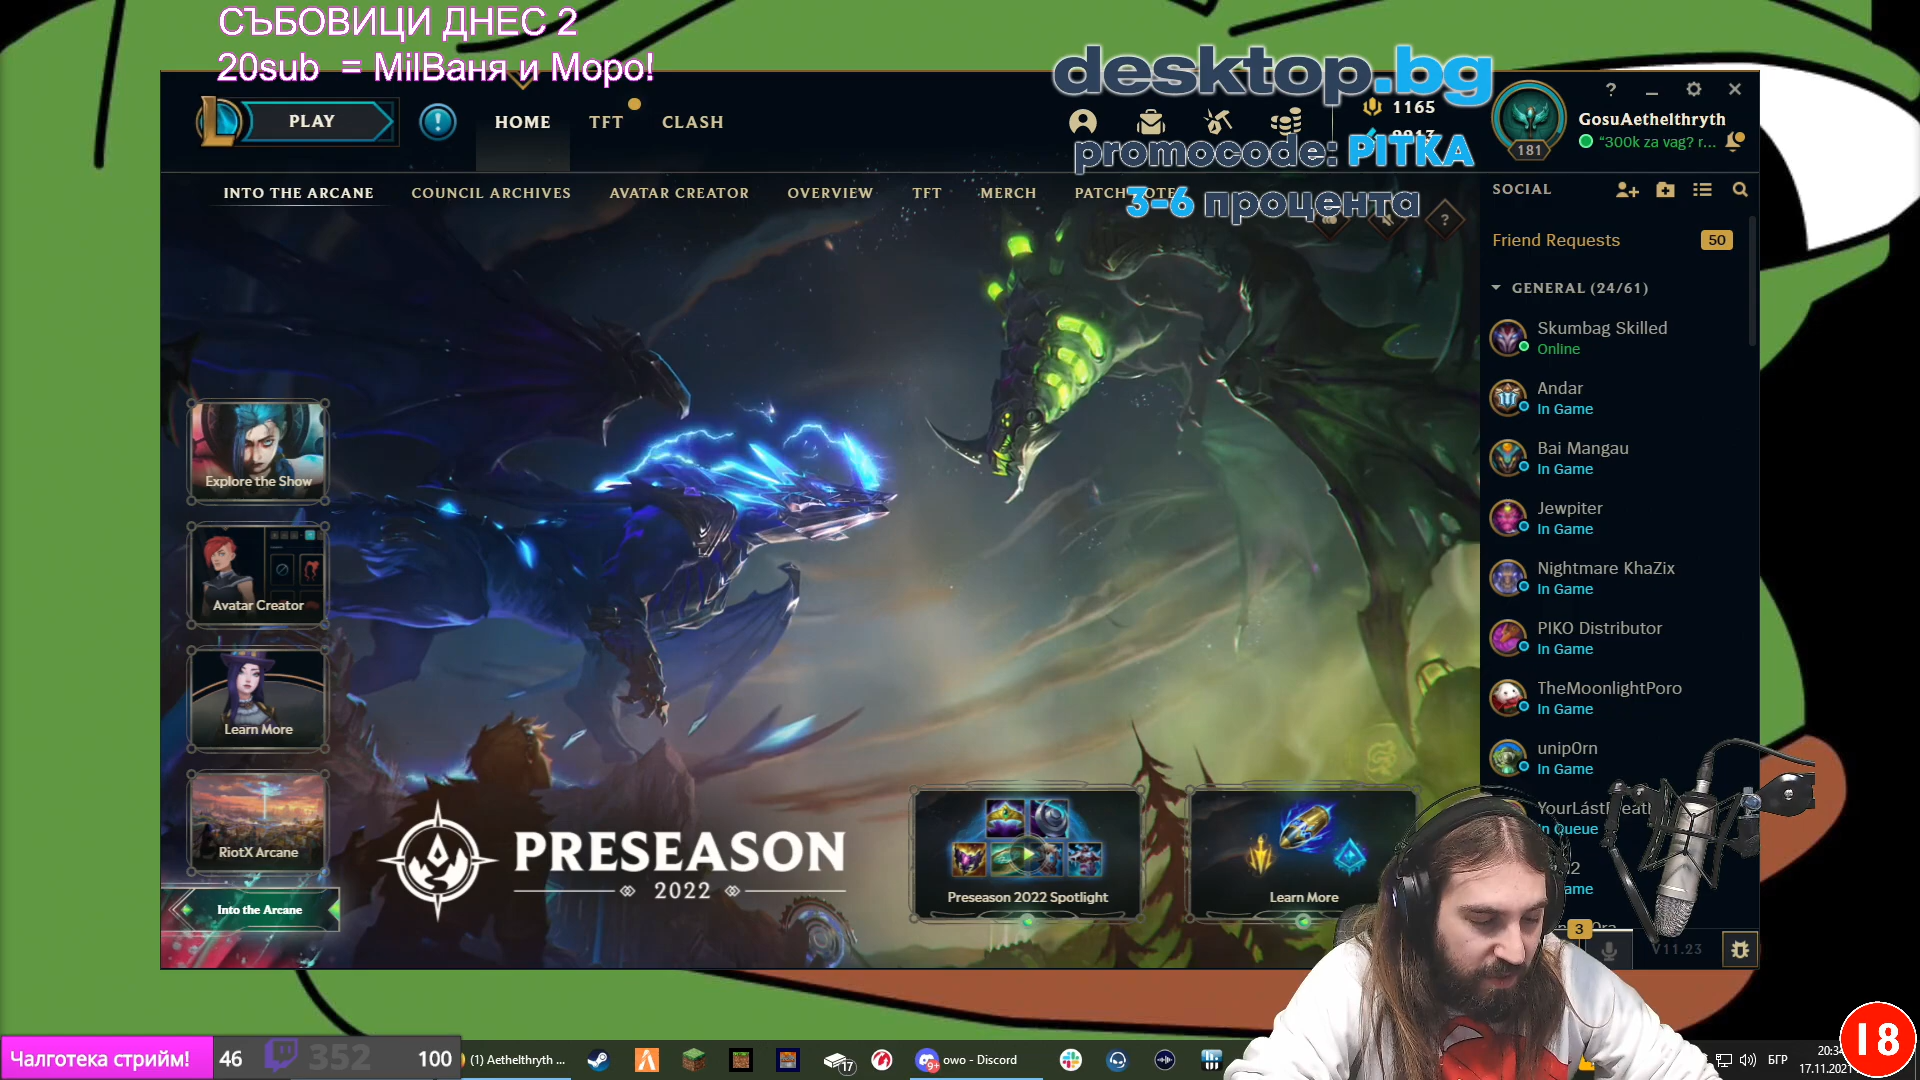 СЪБОВИЦИ ДНЕС 2
20sub = MilВаня и Моро!
desktop.bg
promocode: PITKA
3-6 процента
PLAY
HOME
TFT
CLASH
1165
181
GosuAethelthryth
“300k za vag? r...
INTO THE ARCANE
COUNCIL ARCHIVES
AVATAR CREATOR
OVERVIEW
TFT
MERCH
SOCIAL
Friend Requests
50
GENERAL (24/61)
Skumbag Skilled
Online
Andar
In Game
Bai Mangau
In Game
Jewpiter
In Game
Nightmare KhaZix
In Game
PIKO Distributor
In Game
TheMoonlightPoro
In Game
unip0rn
In Game
Explore the Show
Avatar Creator
Learn More
RiotX Arcane
Into the Arcane
PRESEASON
2022
Preseason 2022 Spotlight
Learn More
3
V11.23
Чалготека стрийм!
46
352
100
(1) Aethelthryth ...
17
9+
owo - Discord
БГР
18